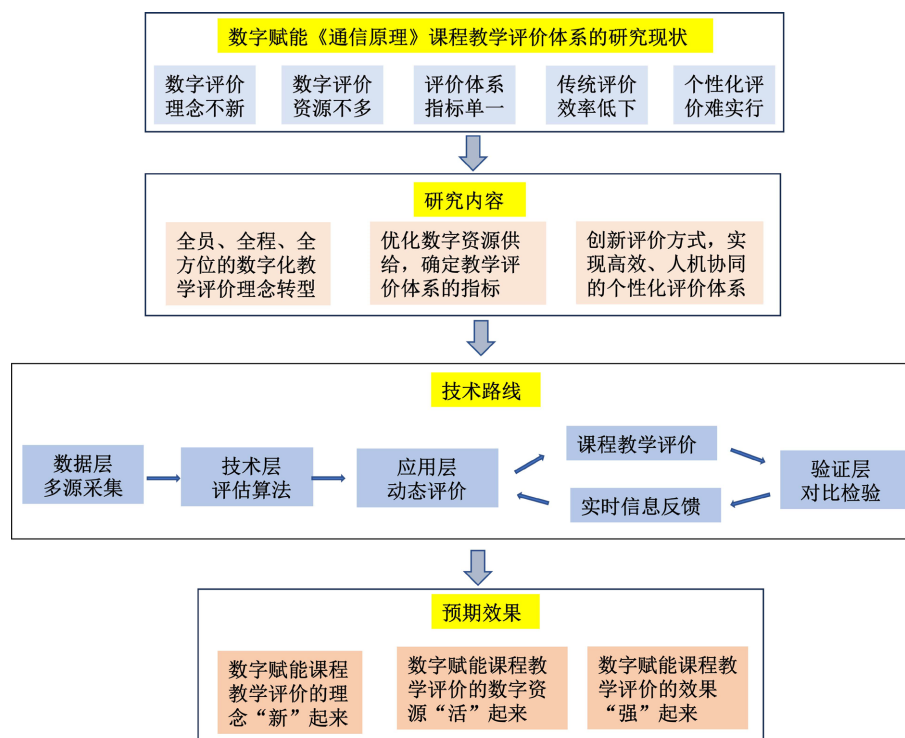 数字赋能《通信原理》课程教学评价体系的研究现状
数字评价
理念不新
数字评价
资源不多
评价体系
指标单一
传统评价
效率低下
个性化评
价难实行
研究内容
全员、全程、全
方位的数字化教
学评价理念转型
优化数字资源供
给，确定教学评
价体系的指标
创新评价方式，实
现高效、人机协同
的个性化评价体系
技术路线
数据层
多源采集
技术层
评估算法
应用层
动态评价
课程教学评价
实时信息反馈
验证层
对比检验
预期效果
数字赋能课程
教学评价的理
念“新”起来
数字赋能课程教
学评价的数字资
源“活”起来
数字赋能课程教
学评价的效果
“强”起来